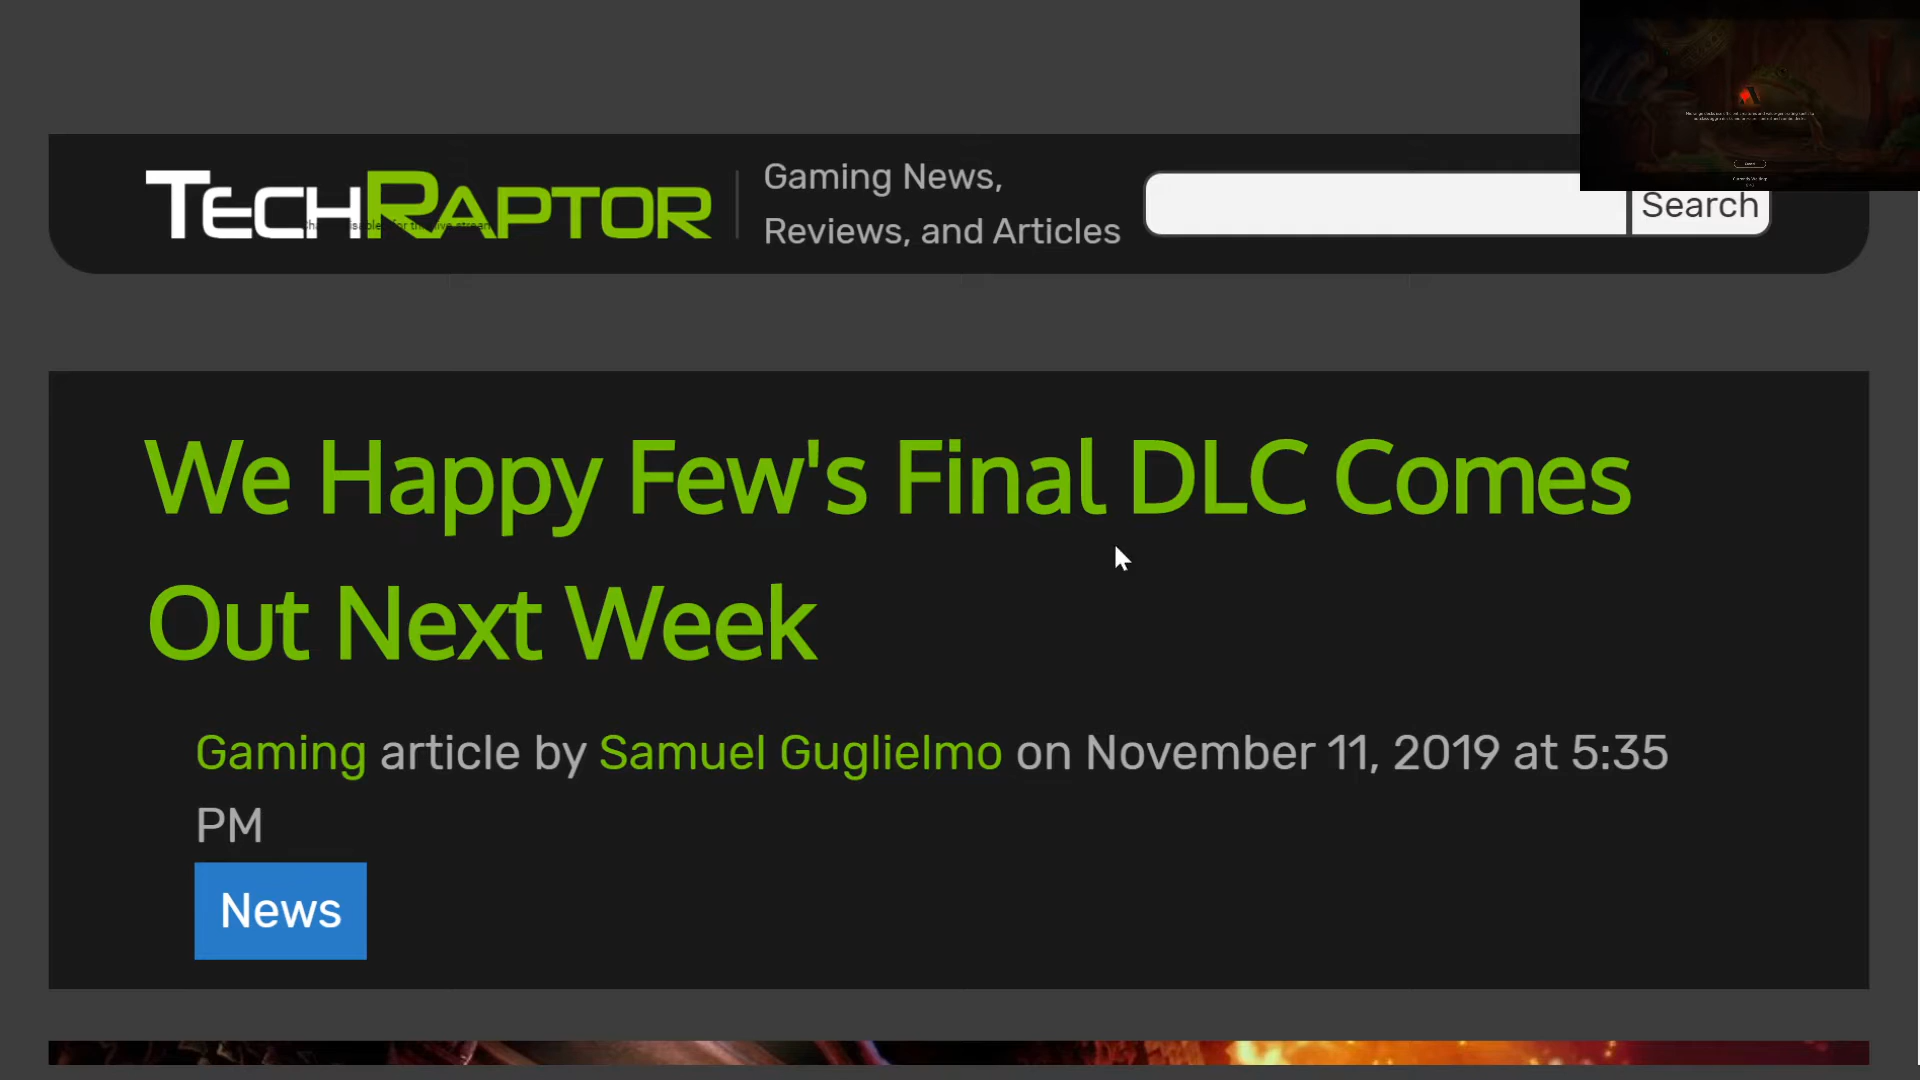 TECHRAPTOR
Gaming News,
Reviews, and Articles
Search
We Happy Few's Final DLC Comes
Out Next Week
Gaming article by Samuel Guglielmo on November 11, 2019 at 5:35
PM
News